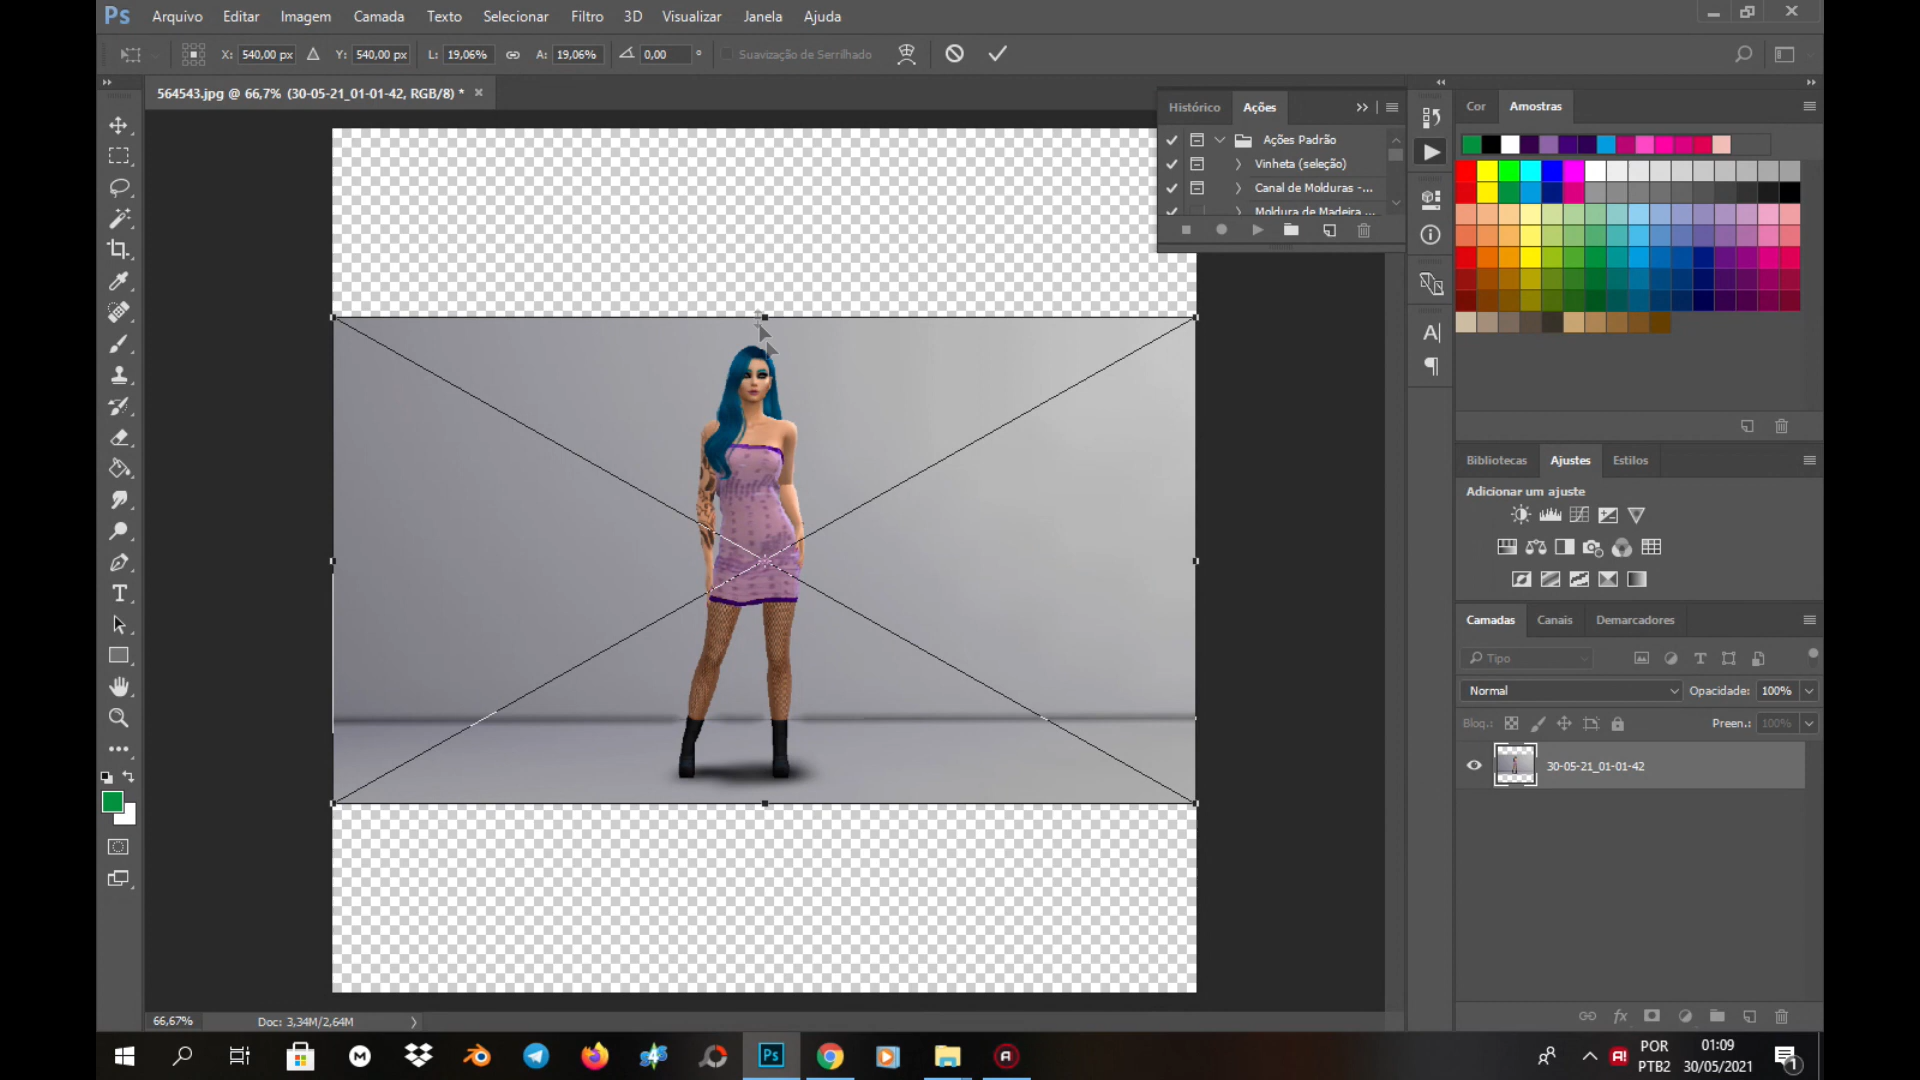 Ps Arquivo Editar Imagem Camada Texto Selecionar Filtro 3D Visualizar Janela Ajuda
X: 540,00 px Y: 540,00 px L: 19,06% A: 19,06% 0,00 ° Suavização de Serrilhado
564543.jpg @ 66,7% (30-05-21_01-01-42, RGB/8) * ×
Histórico Ações
Ações Padrão
Vinheta (seleção)
Canal de Molduras -...
Moldura de Madeira ...
Cor Amostras
Bibliotecas Ajustes Estilos
Adicionar um ajuste
Camadas Canais Demarcadores
Tipo
Normal Opacidade: 100%
Bloq.: Preen.: 100%
30-05-21_01-01-42
66,67% Doc: 3,34M/2,64M
POR 01:09
PTB2 30/05/2021 1